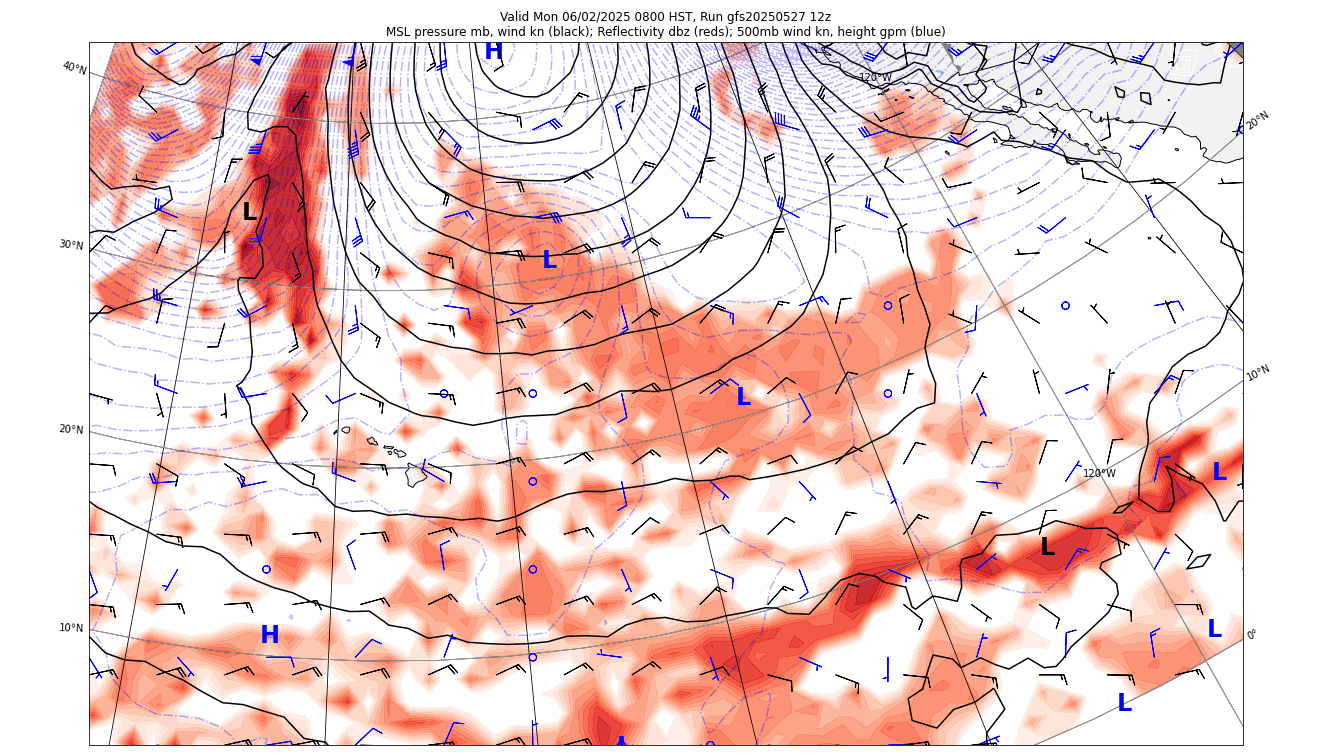 Valid Mon 06/02/2025 0800 HST, Run gfs20250527 12z
MSL pressure mb, wind kn (black); Reflectivity dbz (reds); 500mb wind kn, height gpm (blue)
H
40°N
120°W
20°N
L
30°N
L
10°N
L
20°N
120°W
L
L
10°N
H
L
0°
L